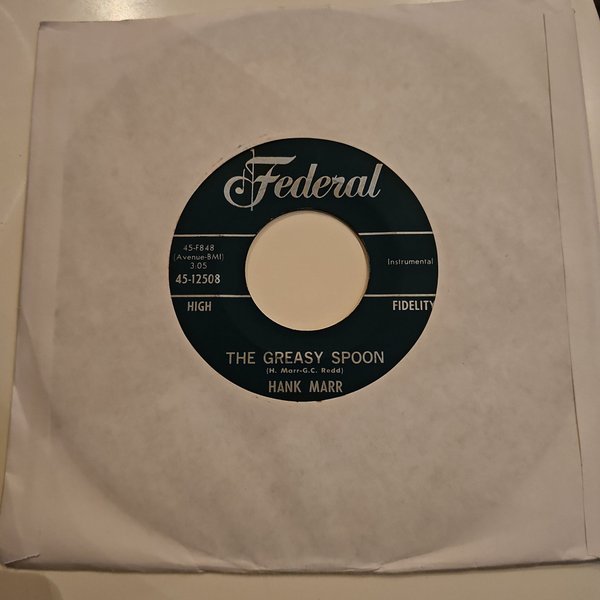 Federal
45-F848
(Avenue-BMI)
3.05
45-12508
Instrumental
HIGH FIDELITY
THE GREASY SPOON
(H. Marr-G.C. Redd)
HANK MARR